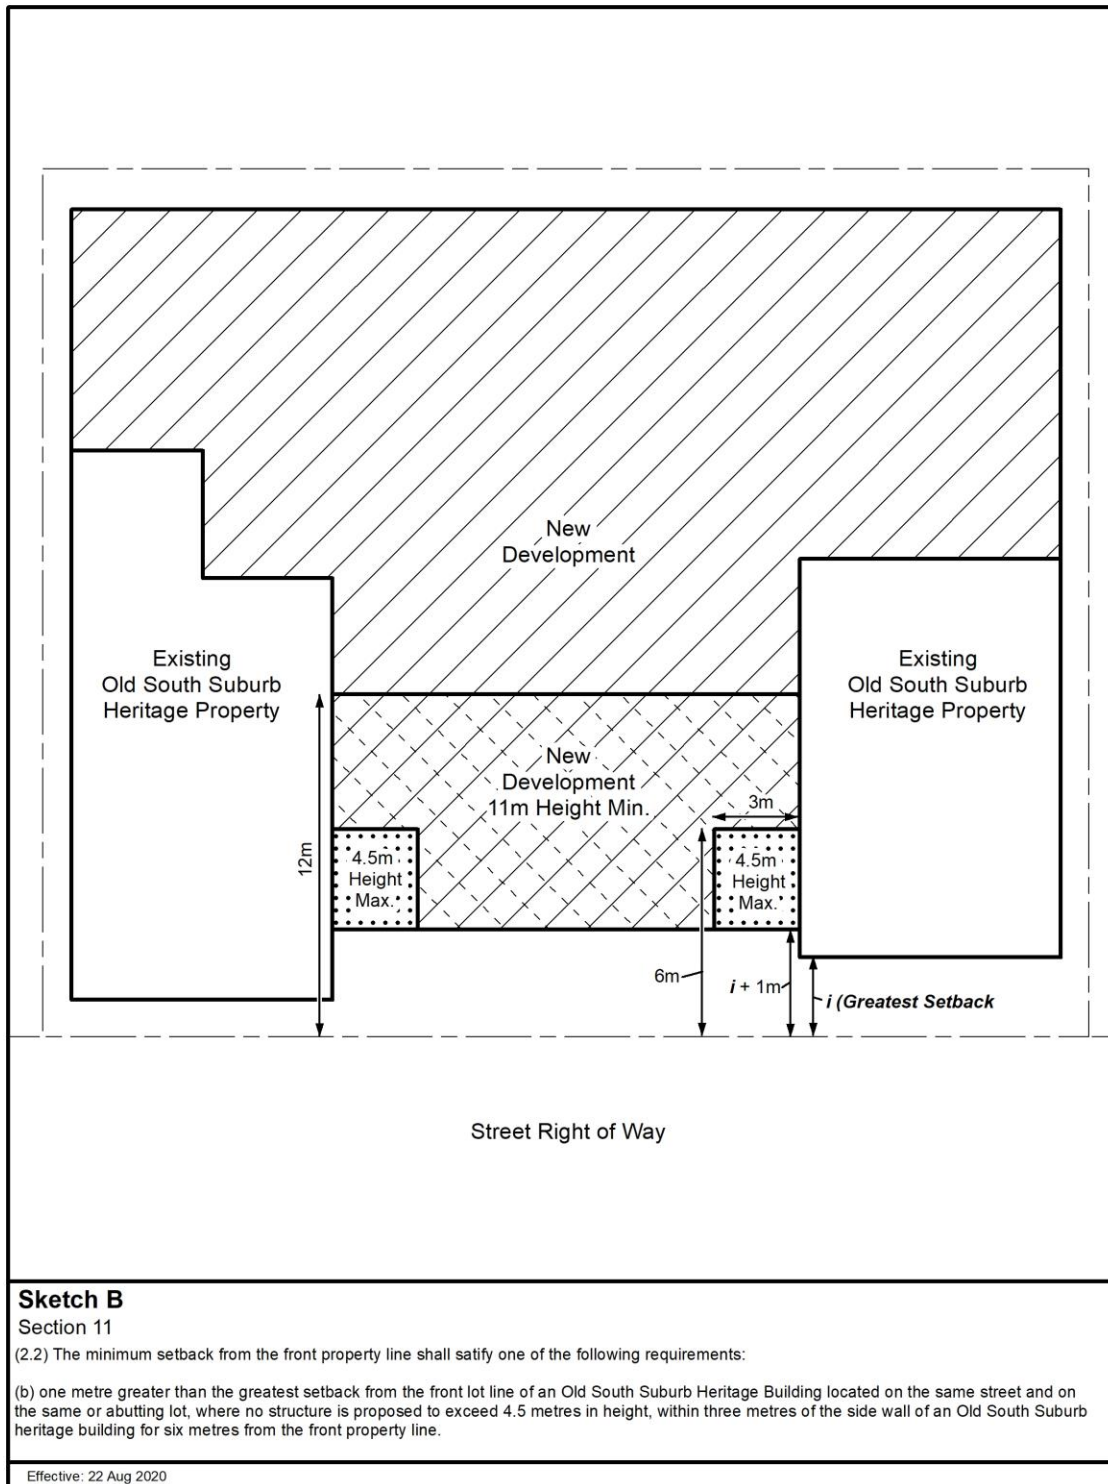 New
Development
Existing
Old South Suburb
Heritage Property
Existing
Old South Suburb
Heritage Property
New
Development
11m Height Min.
3m
12m
4.5m
Height
Max.
4.5m
Height
Max.
6m
i + 1m
i (Greatest Setback
Street Right of Way
Sketch B
Section 11
(2.2) The minimum setback from the front property line shall satify one of the following requirements:
(b) one metre greater than the greatest setback from the front lot line of an Old South Suburb Heritage Building located on the same street and on
the same or abutting lot, where no structure is proposed to exceed 4.5 metres in height, within three metres of the side wall of an Old South Suburb
heritage building for six metres from the front property line.
Effective: 22 Aug 2020